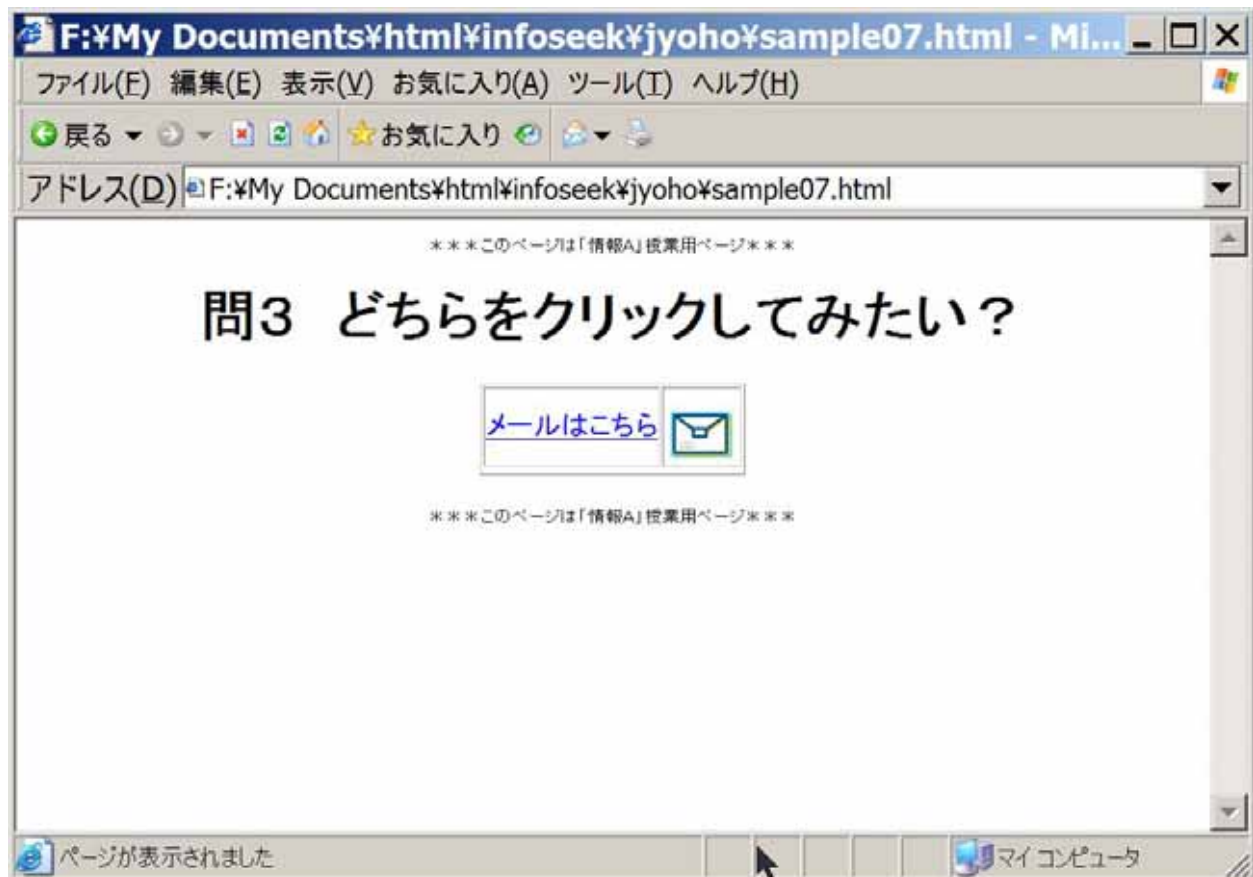 F:¥My Documents¥html¥infoseek¥jyoho¥sample07.html - Mi...
ファイル(F) 編集(E) 表示(V) お気に入り(A) ツール(T) ヘルプ(H)
戻る お気に入り
アドレス(D) F:¥My Documents¥html¥infoseek¥jyoho¥sample07.html
＊＊＊このページは「情報A」授業用ページ＊＊＊
問３　どちらをクリックしてみたい？
メールはこちら
＊＊＊このページは「情報A」授業用ページ＊＊＊
ページが表示されました マイ コンピュータ